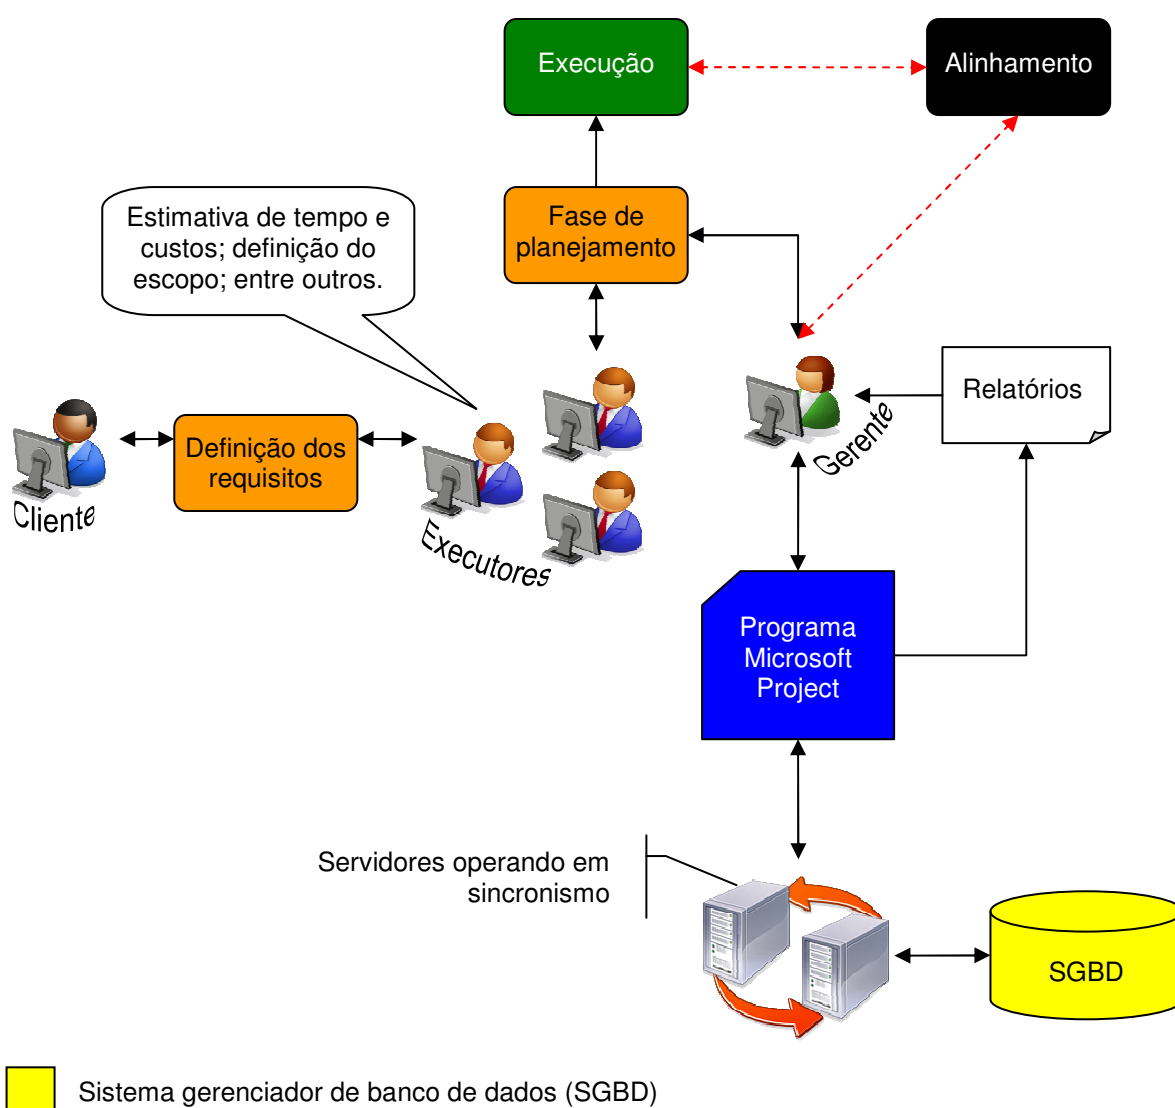 Execução
Alinhamento
Fase de
planejamento
Estimativa de tempo e
custos; definição do
escopo; entre outros.
Relatórios
Gerente
Definição dos
requisitos
Cliente
Executores
Programa
Microsoft
Project
Servidores operando em
sincronismo
SGBD
Sistema gerenciador de banco de dados (SGBD)